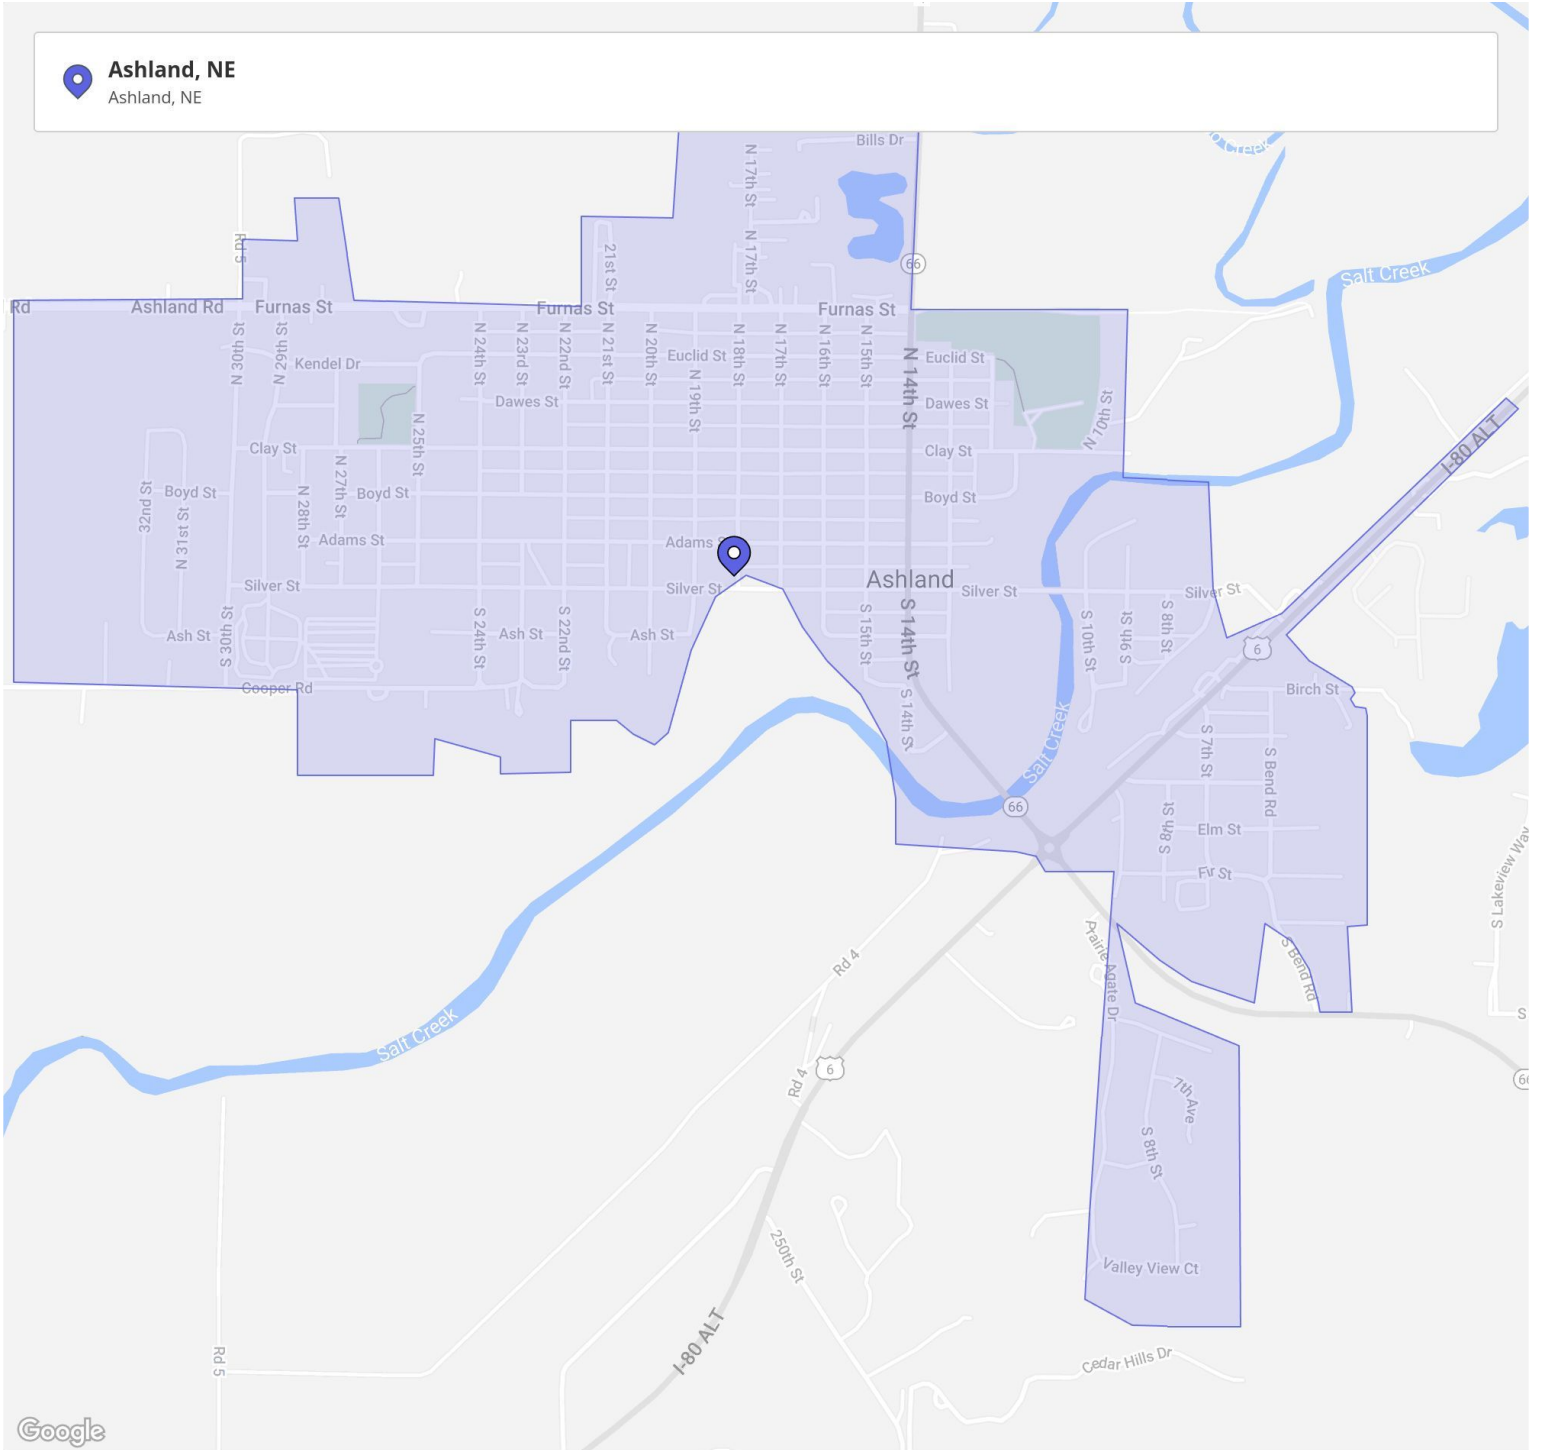 Ashland, NE
Ashland, NE
Bills Dr
N 17th St
Creek
Rd 5
21st St
N 17th St
66
Salt Creek
Rd
Ashland Rd
Furnas St
Furnas St
Furnas St
N 30th St
N 29th St
N 24th St
N 23rd St
N 22nd St
N 21st St
N 20th St
N 18th St
N 17th St
N 16th St
N 15th St
Kendel Dr
Euclid St
Euclid St
N 14th St
N 19th St
Dawes St
Dawes St
N 10th St
N 25th St
I-80 ALT
Clay St
Clay St
N 27th St
32nd St
Boyd St
N 28th St
Boyd St
Boyd St
N 31st St
Adams St
Adams S
Ashland
Silver St
Silver St
Silver St
Silver St
S 30th St
S 24th St
S 22nd St
S 15th St
S 14th St
S 10th St
S 9th St
S 8th St
Ash St
Ash St
Ash St
6
Cooper Rd
Birch St
S 14th St
Salt Creek
S 7th St
S Bend Rd
66
S 8th St
Elm St
S Lakeview Way
Fir St
Rd 4
Prairie Agate Dr
S Bend Rd
S
Salt Creek
Rd 4
6
7th Ave
66
S 8th St
250th St
Valley View Ct
I-80 ALT
Rd 5
Cedar Hills Dr
Google